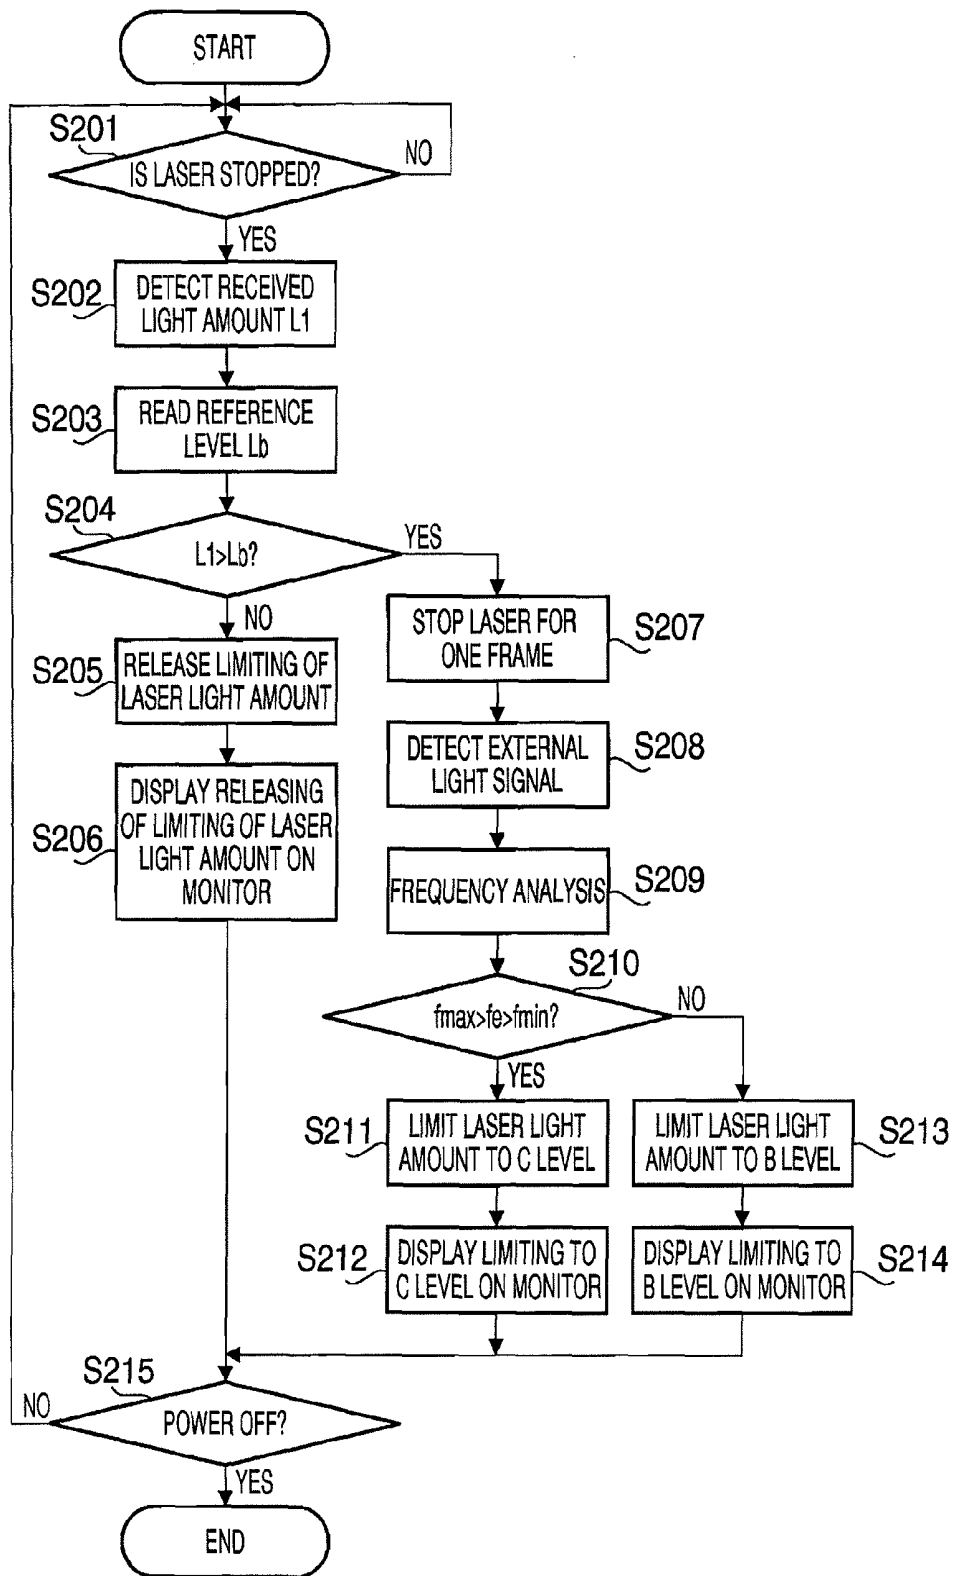 START
S201
IS LASER STOPPED?
NO
YES
S202
DETECT RECEIVED
LIGHT AMOUNT L1
S203
READ REFERENCE
LEVEL Lb
S204
L1>Lb?
YES
NO
S205
RELEASE LIMITING OF
LASER LIGHT AMOUNT
S206
DISPLAY RELEASING
OF LIMITING OF LASER
LIGHT AMOUNT ON
MONITOR
STOP LASER FOR
ONE FRAME
S207
DETECT EXTERNAL
LIGHT SIGNAL
S208
FREQUENCY ANALYSIS
S209
S210
fmax>fe>fmin?
NO
YES
S211
LIMIT LASER LIGHT
AMOUNT TO C LEVEL
S212
DISPLAY LIMITING TO
C LEVEL ON MONITOR
LIMIT LASER LIGHT
AMOUNT TO B LEVEL
S213
DISPLAY LIMITING TO
B LEVEL ON MONITOR
S214
S215
POWER OFF?
NO
YES
END